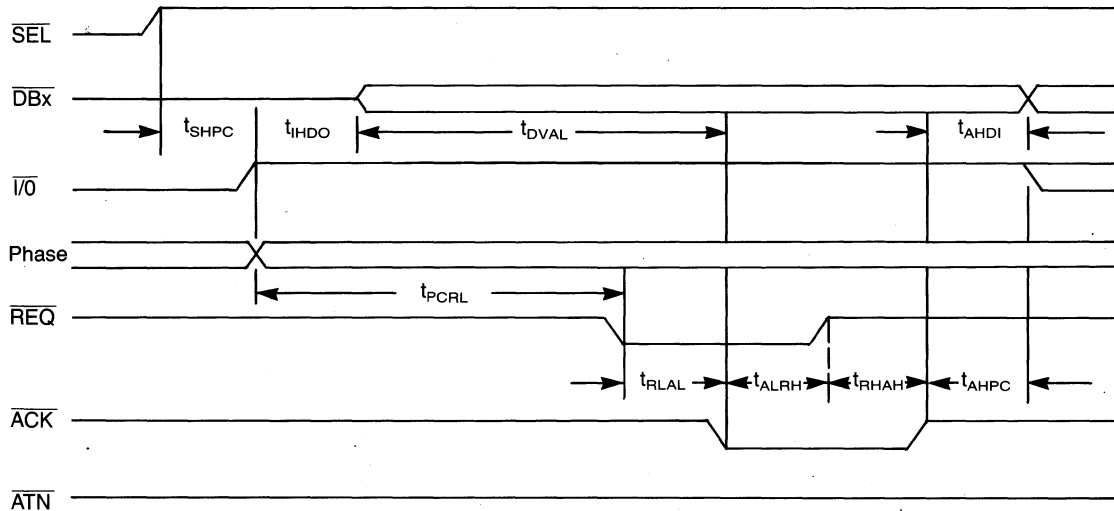 SEL
DBx
tSHPC tIHDO tDVAL tAHDI
I/0
Phase
tPCRL
REQ
tRLAL tALRH tRHAH tAHPC
ACK
ATN